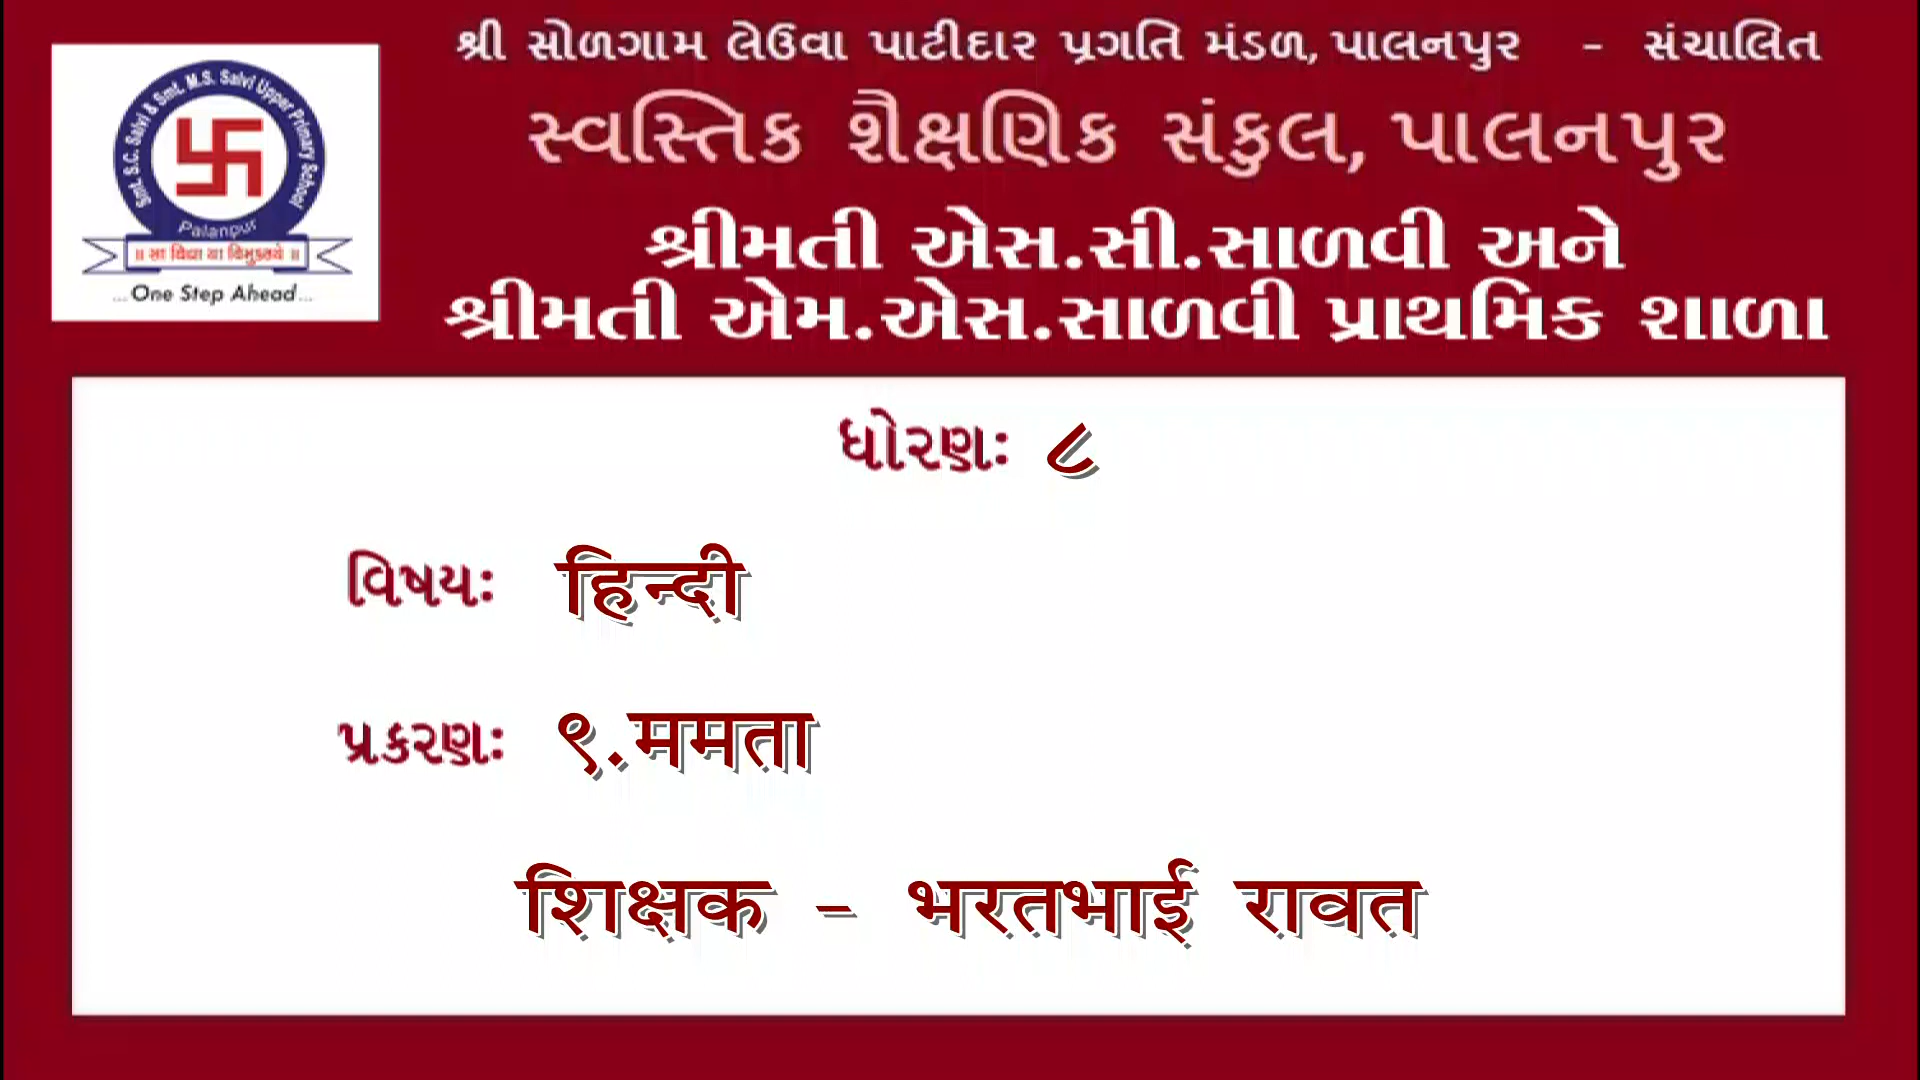 શ્રી સોળગામ લેઉવા પાટીદાર પ્રગતિ મંડળ, પાલનપુર - સંચાલિત
સ્વસ્તિક શૈક્ષણિક સંકુલ, પાલનપુર
શ્રીમતી એસ.સી.સાળવી અને
શ્રીમતી એમ.એસ.સાળવી પ્રાથમિક શાળા
Smt. S.C. Salvi & Smt. M.S. Salvi Upper Primary School
Palanpur
॥ सा विद्या या विमुक्तये ॥
...One Step Ahead...
ધોરણઃ ૮
વિષયઃ हिन्दी
પ્રકરણઃ ९.ममता
शिक्षक - भरतभाई रावत